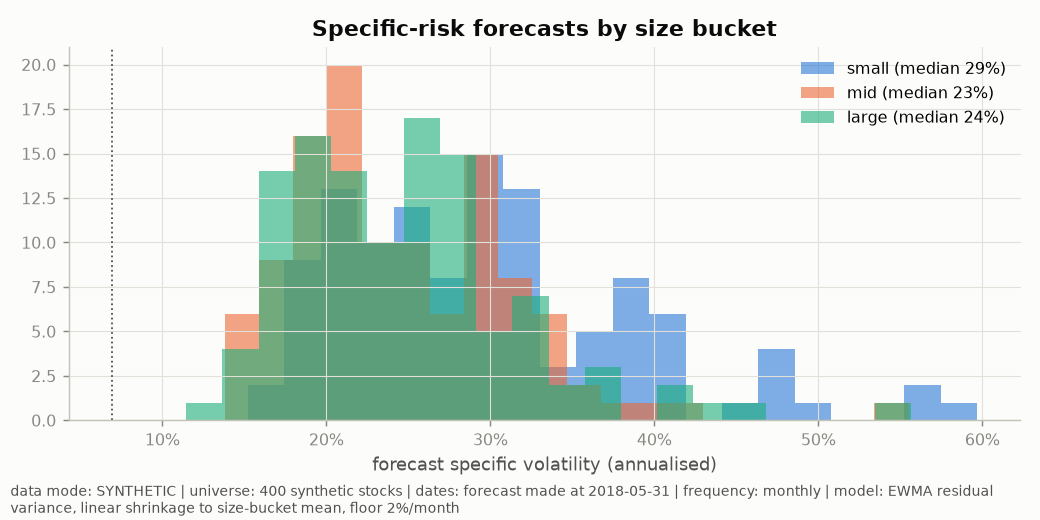 Specific-risk forecasts by size bucket
small (median 29%)
mid (median 23%)
large (median 24%)
20.0
17.5
15.0
12.5
10.0
7.5
5.0
2.5
0.0
10% 20% 30% 40% 50% 60%
forecast specific volatility (annualised)
data mode: SYNTHETIC | universe: 400 synthetic stocks | dates: forecast made at 2018-05-31 | frequency: monthly | model: EWMA residual
variance, linear shrinkage to size-bucket mean, floor 2%/month